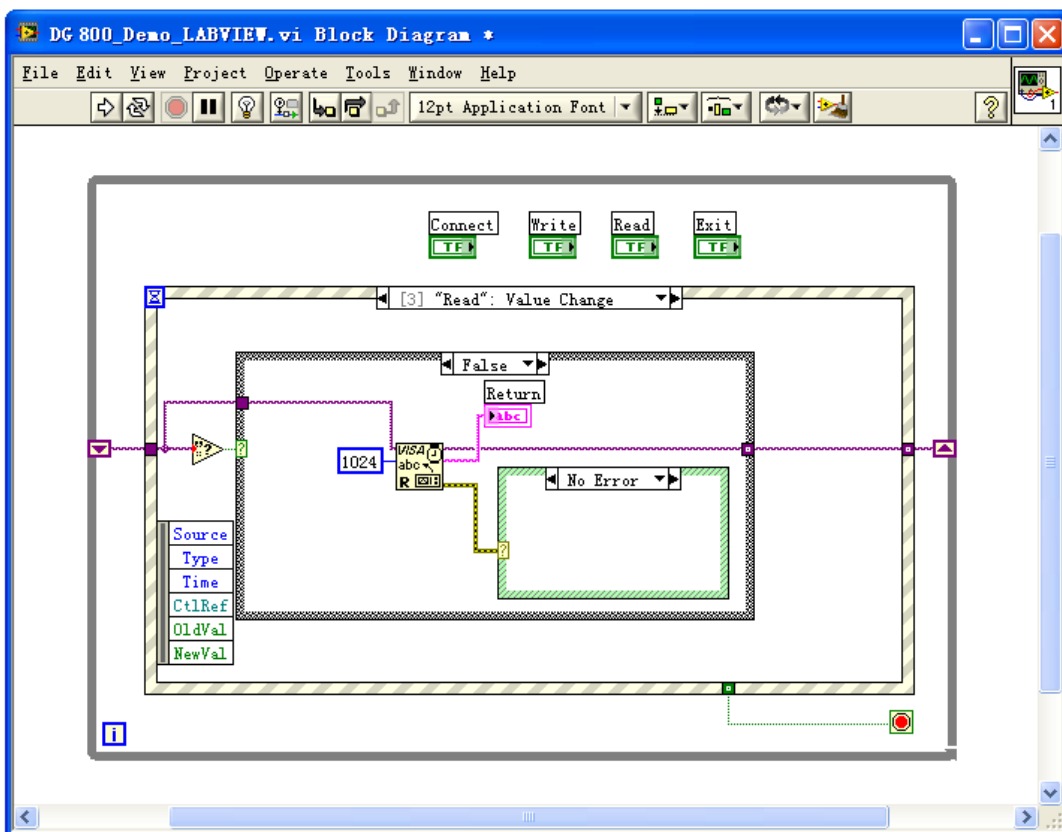 DG 800_Demo_LABVIEW.vi Block Diagram *
File Edit View Project Operate Tools Window Help
12pt Application Font
?
1
Connect Write Read Exit
TF TF TF TF
[3] "Read": Value Change
False
Return
abc
"?
?
1024
VISA
abc
R
No Error
?
Source
Type
Time
CtlRef
OldVal
NewVal
i